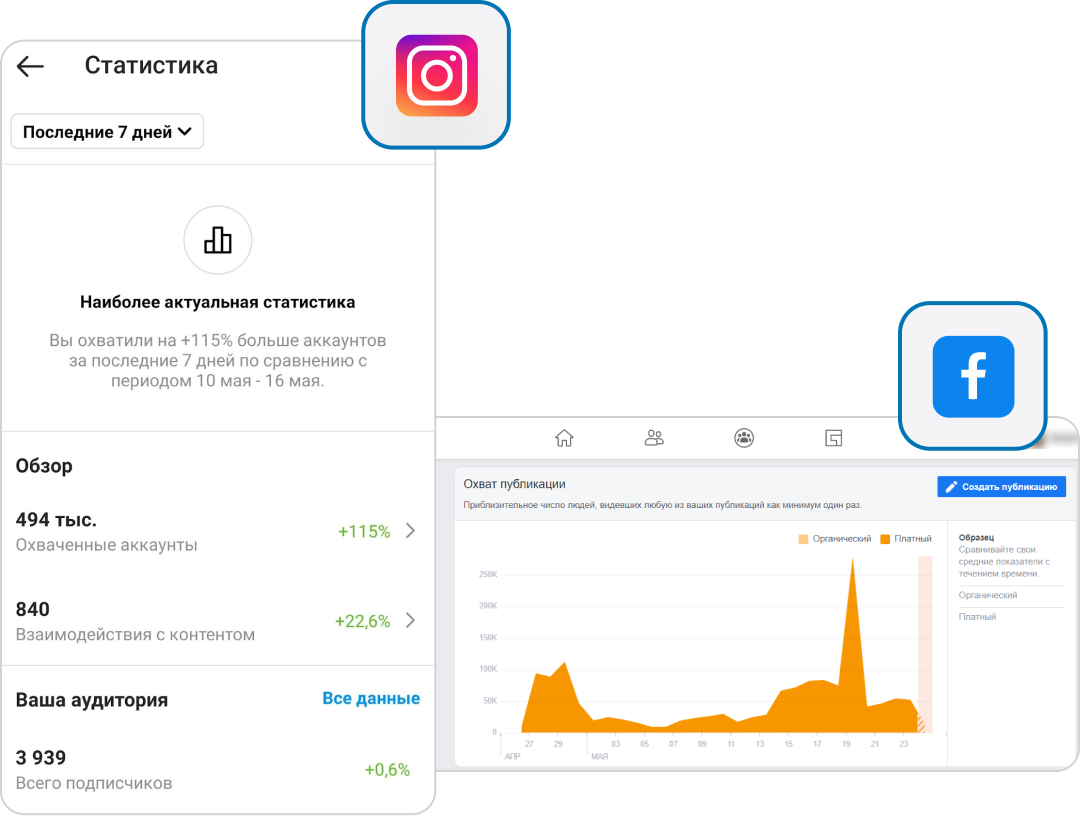 Статистика
Последние 7 дней
Наиболее актуальная статистика
Вы охватили на +115% больше аккаунтов
за последние 7 дней по сравнению с
периодом 10 мая - 16 мая.
Обзор
494 тыс.
+115%
Охваченные аккаунты
840
+22,6%
Взаимодействия с контентом
Ваша аудитория
Все данные
3 939
+0,6%
Всего подписчиков
Охват публикации
Создать публикацию
Приблизительное число людей, видевших любую из ваших публикаций как минимум один раз.
Органический
Платный
250K
200K
150K
100K
50K
0
27 29 03 05 07 09 11 13 15 17 19 21 23
АПР МАЯ
Образец
Сравнивайте свои
средние показатели с
течением времени.
Органический
Платный